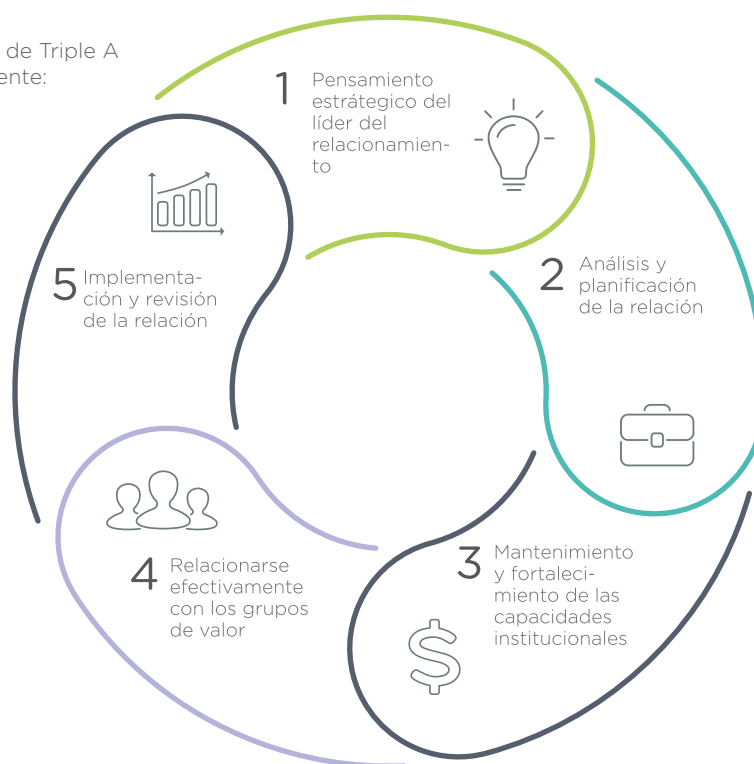 de Triple A
ente:
1
Pensamiento
estrátegico del
líder del
relacionamien-
to
2
Análisis y
planificación
de la relación
3
Mantenimiento
y fortaleci-
miento de las
capacidades
institucionales
4
Relacionarse
efectivamente
con los grupos
de valor
5
Implementa-
ción y revisión
de la relación